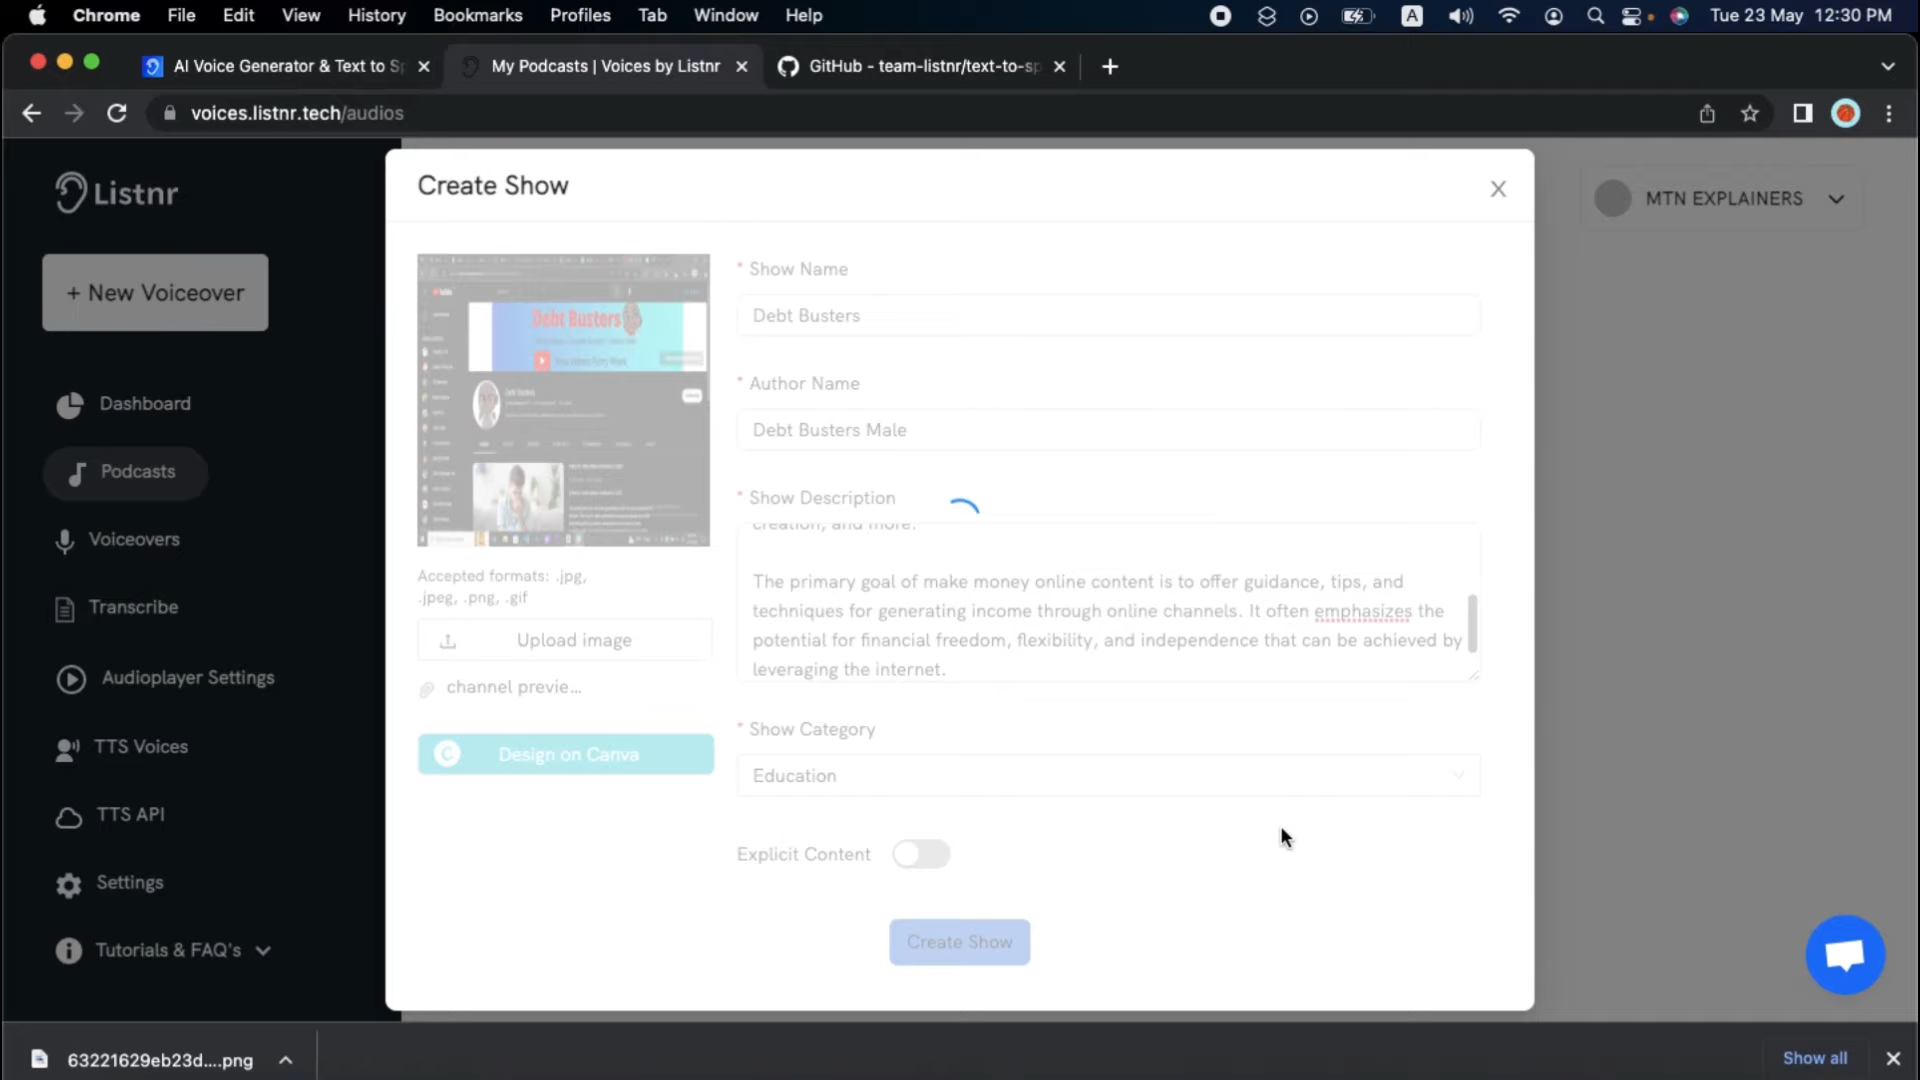 Chrome File Edit View History Bookmarks Profiles Tab Window Help A Tue 23 May 12:30 PM
AI Voice Generator & Text to Sp
My Podcasts | Voices by Listnr
GitHub - team-listnr/text-to-sp
voices.listnr.tech/audios
Listnr
+ New Voiceover
Dashboard
Podcasts
Voiceovers
Transcribe
Audioplayer Settings
TTS Voices
TTS API
Settings
Tutorials & FAQ's
MTN EXPLAINERS
Create Show
X
Debt Busters
Accepted formats: .jpg,
.jpeg, .png, .gif
Upload image
channel previe...
C Design on Canva
* Show Name
Debt Busters
* Author Name
Debt Busters Male
* Show Description
creation, and more.
The primary goal of make money online content is to offer guidance, tips, and
techniques for generating income through online channels. It often emphasizes the
potential for financial freedom, flexibility, and independence that can be achieved by
leveraging the internet.
* Show Category
Education
Explicit Content
Create Show
63221629eb23d....png
Show all